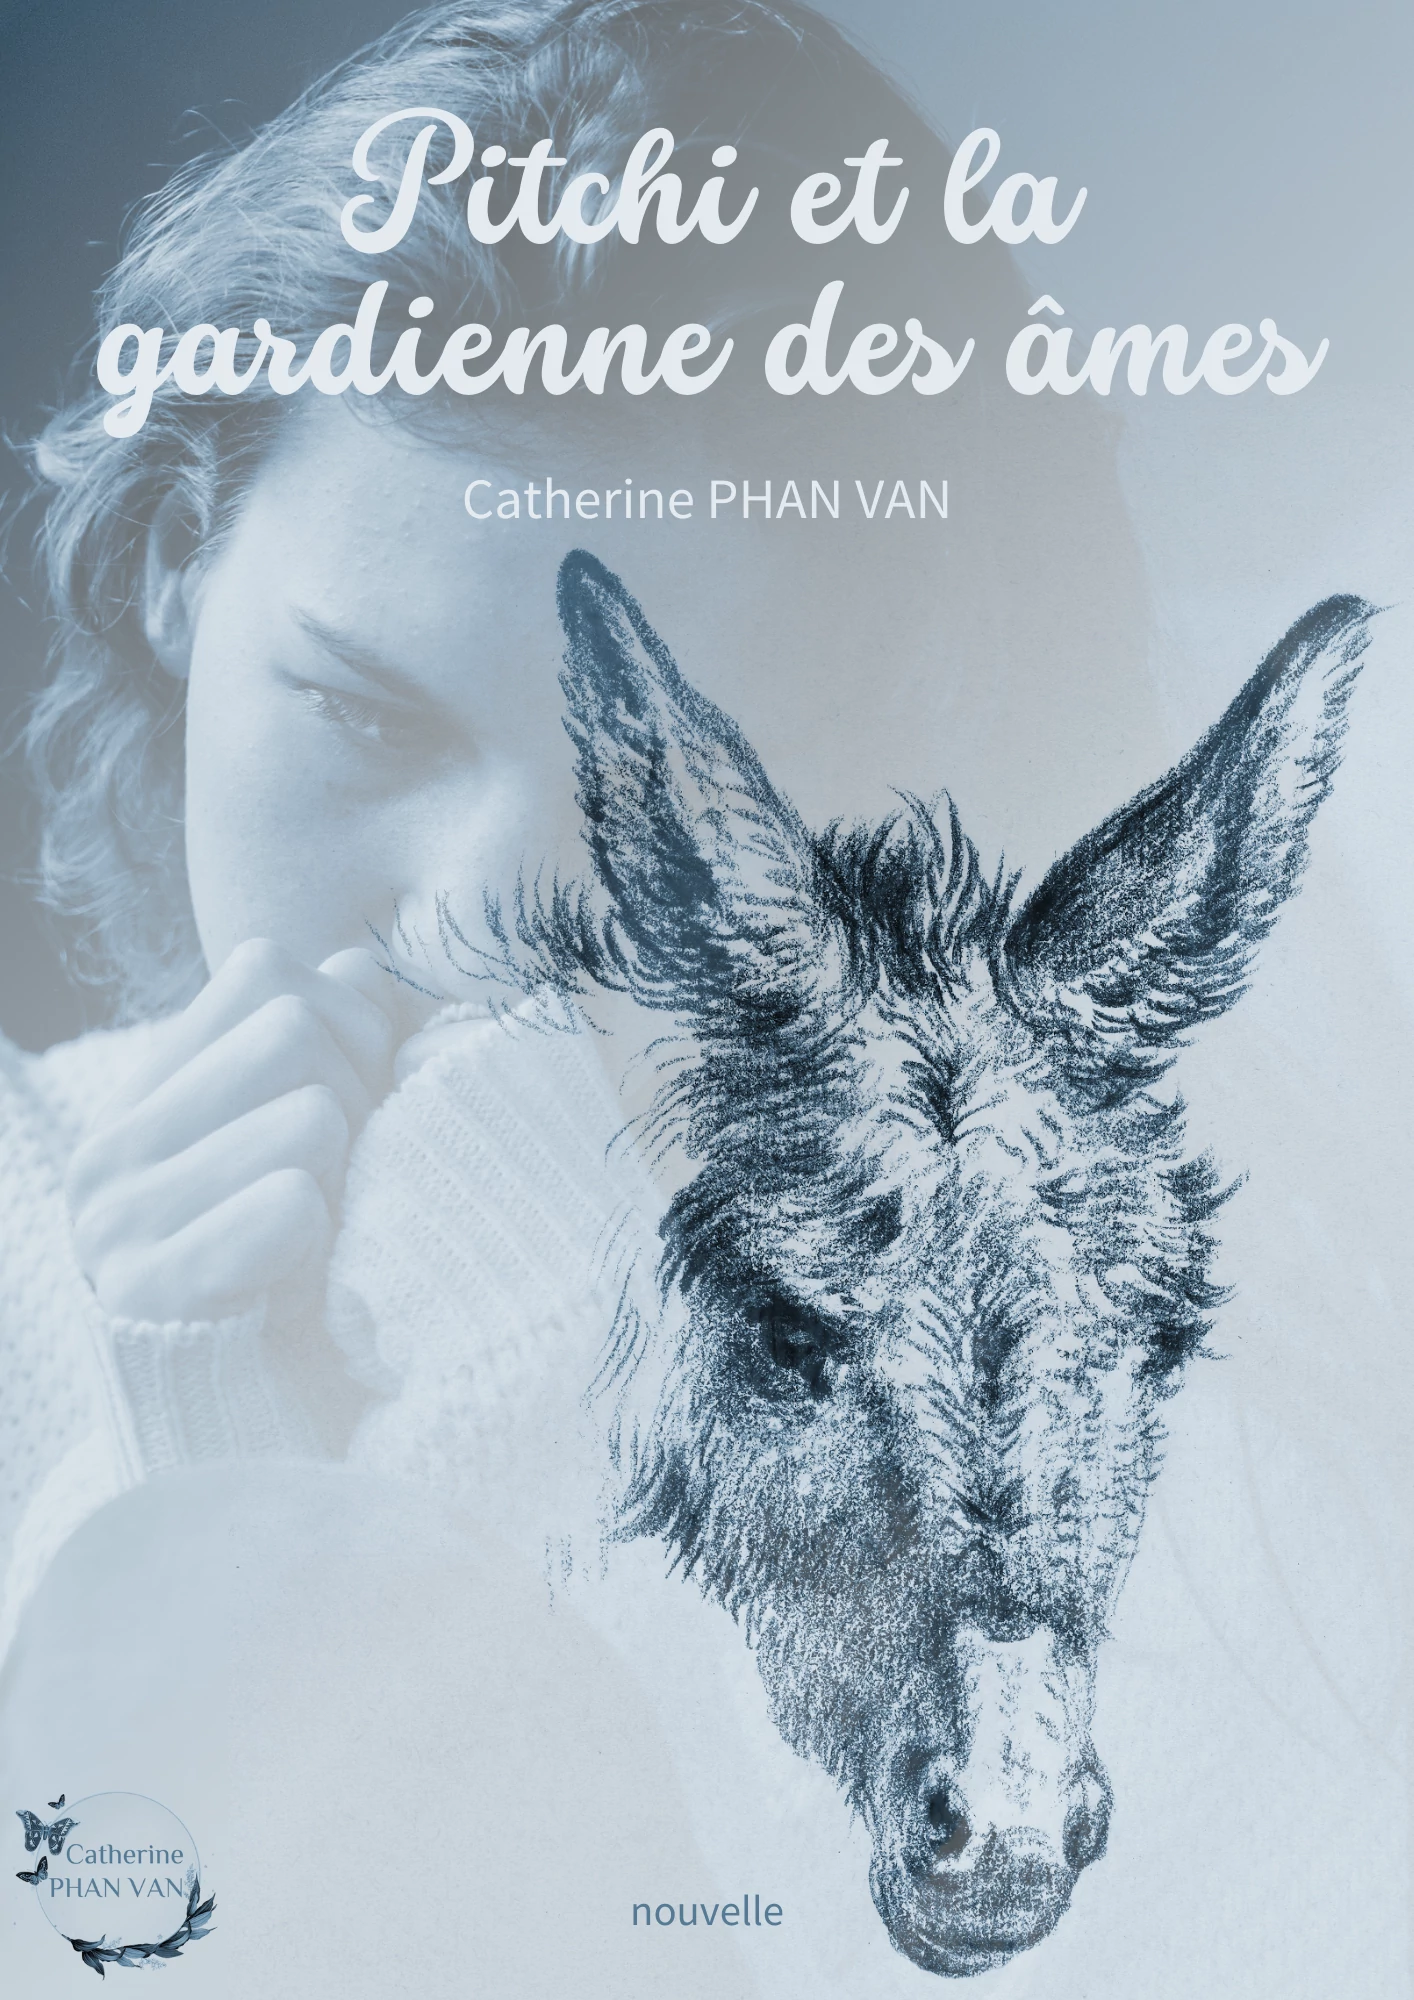 Pitchi et la
gardienne des âmes
Catherine PHAN VAN
Catherine
PHAN VAN
nouvelle